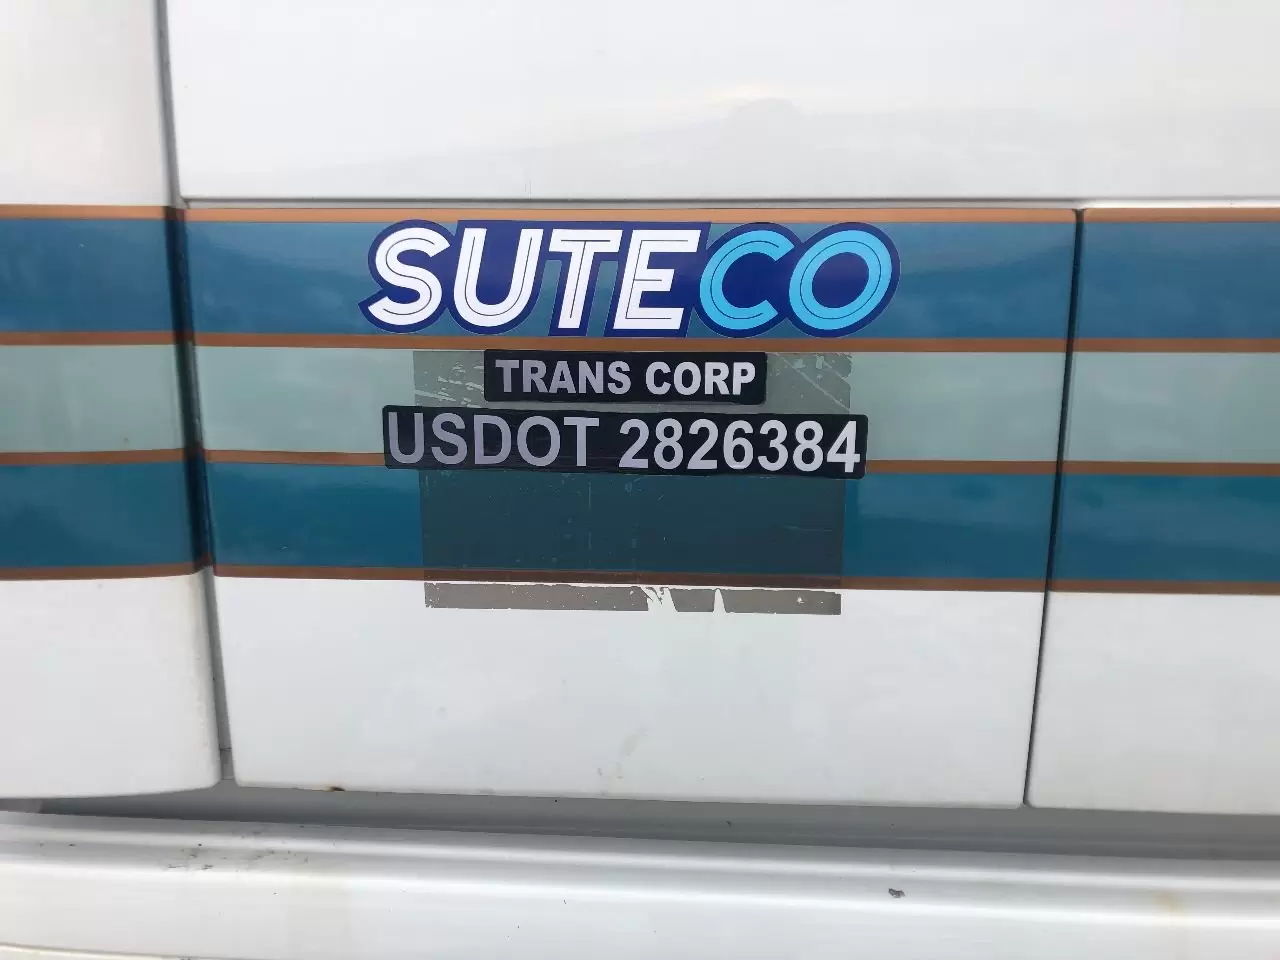 SUTECO
TRANS CORP
USDOT 2826384